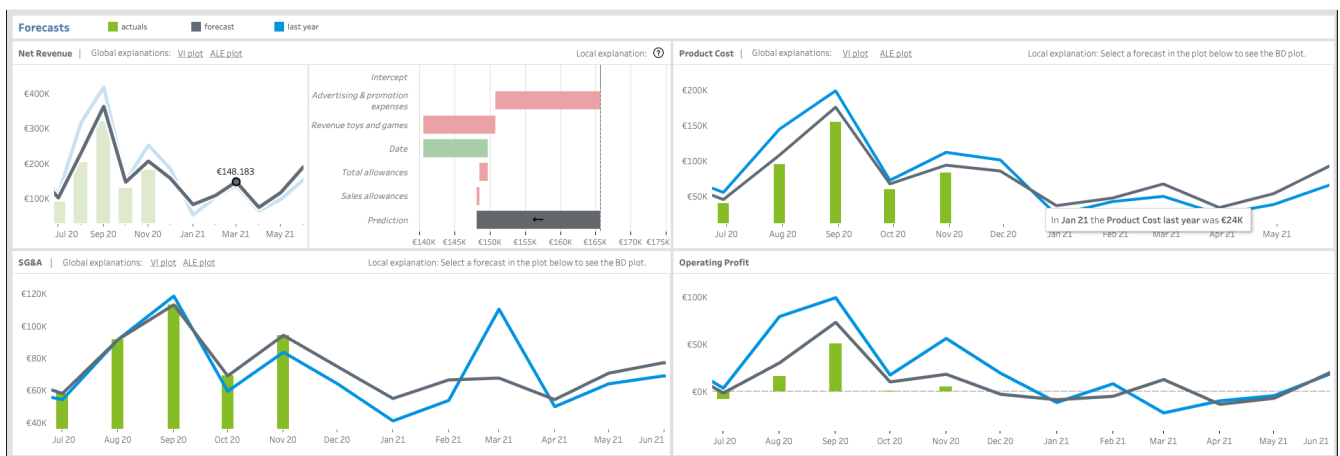 Forecasts actuals forecast last year
Net Revenue | Global explanations: VI plot ALE plot Local explanation: ?
€400K
€300K
€200K
€100K
€148.183
Jul 20 Sep 20 Nov 20 Jan 21 Mar 21 May 21
Intercept
Advertising & promotion
expenses
Revenue toys and games
Date
Total allowances
Sales allowances
Prediction
€140K €145K €150K €155K €160K €165K €170K €175K
Product Cost | Global explanations: VI plot ALE plot Local explanation: Select a forecast in the plot below to see the BD plot.
€200K
€150K
€100K
€50K
In Jan 21 the Product Cost last year was €24K
Jul 20 Aug 20 Sep 20 Oct 20 Nov 20 Dec 20 Jan 21 Feb 21 Mar 21 Apr 21 May 21
SG&A | Global explanations: VI plot ALE plot Local explanation: Select a forecast in the plot below to see the BD plot.
€120K
€100K
€80K
€60K
€40K
Jul 20 Aug 20 Sep 20 Oct 20 Nov 20 Dec 20 Jan 21 Feb 21 Mar 21 Apr 21 May 21 Jun 21
Operating Profit
€100K
€50K
€0K
Jul 20 Aug 20 Sep 20 Oct 20 Nov 20 Dec 20 Jan 21 Feb 21 Mar 21 Apr 21 May 21 Jun 21